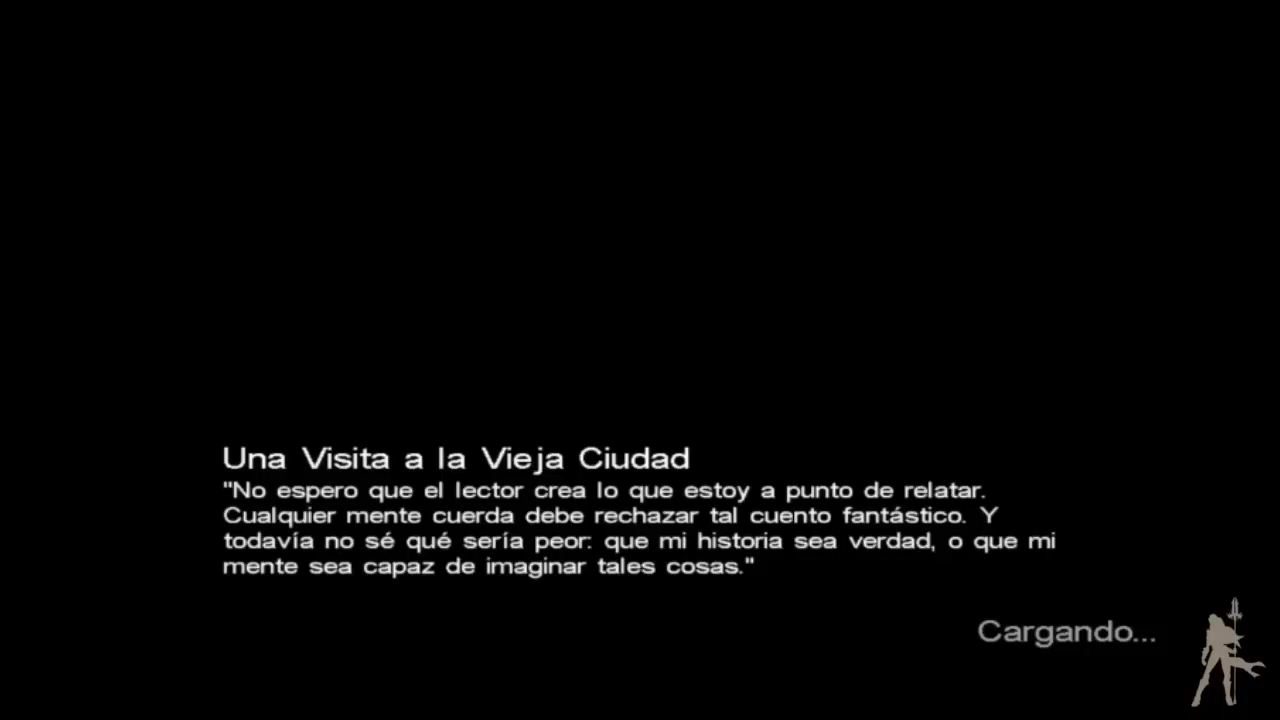 Una Visita a la Vieja Ciudad
"No espero que el lector crea lo que estoy a punto de relatar.
Cualquier mente cuerda debe rechazar tal cuento fantástico. Y
todavía no sé qué sería peor: que mi historia sea verdad, o que mi
mente sea capaz de imaginar tales cosas."
Cargando...